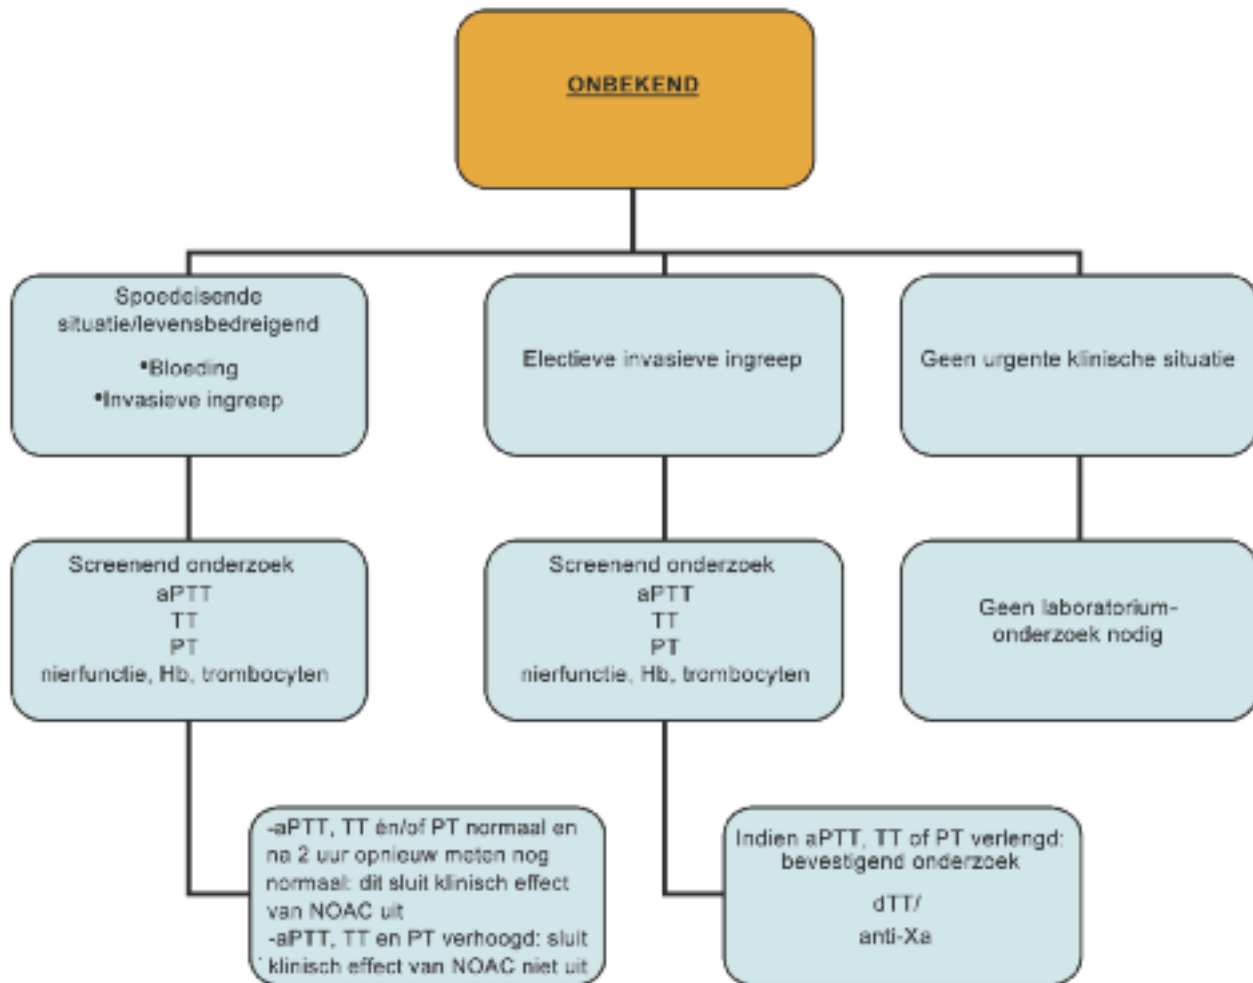 ONBEKEND
Spoedeisende
situatie/levensbedreigend
•Bloeding
•Invasieve ingreep
Electieve invasieve ingreep
Geen urgente klinische situatie
Screenend onderzoek
aPTT
TT
PT
nierfunctie, Hb, trombocyten
Screenend onderzoek
aPTT
TT
PT
nierfunctie, Hb, trombocyten
Geen laboratorium-
onderzoek nodig
-aPTT, TT én/of PT normaal en
na 2 uur opnieuw meten nog
normaal: dit sluit klinisch effect
van NOAC uit
-aPTT, TT en PT verhoogd: sluit
klinisch effect van NOAC niet uit
Indien aPTT, TT of PT verlengd:
bevestigend onderzoek
dTT/
anti-Xa